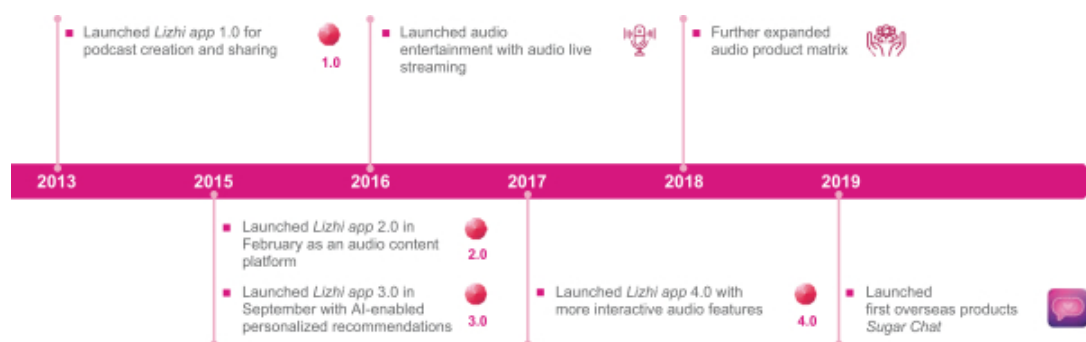 Launched Lizhi app 1.0 for
podcast creation and sharing
1.0
Launched audio
entertainment with audio live
streaming
Further expanded
audio product matrix
2013
2015
2016
2017
2018
2019
Launched Lizhi app 2.0 in
February as an audio content
platform
2.0
Launched Lizhi app 3.0 in
September with AI-enabled
personalized recommendations
3.0
Launched Lizhi app 4.0 with
more interactive audio features
4.0
Launched
first overseas products
Sugar Chat